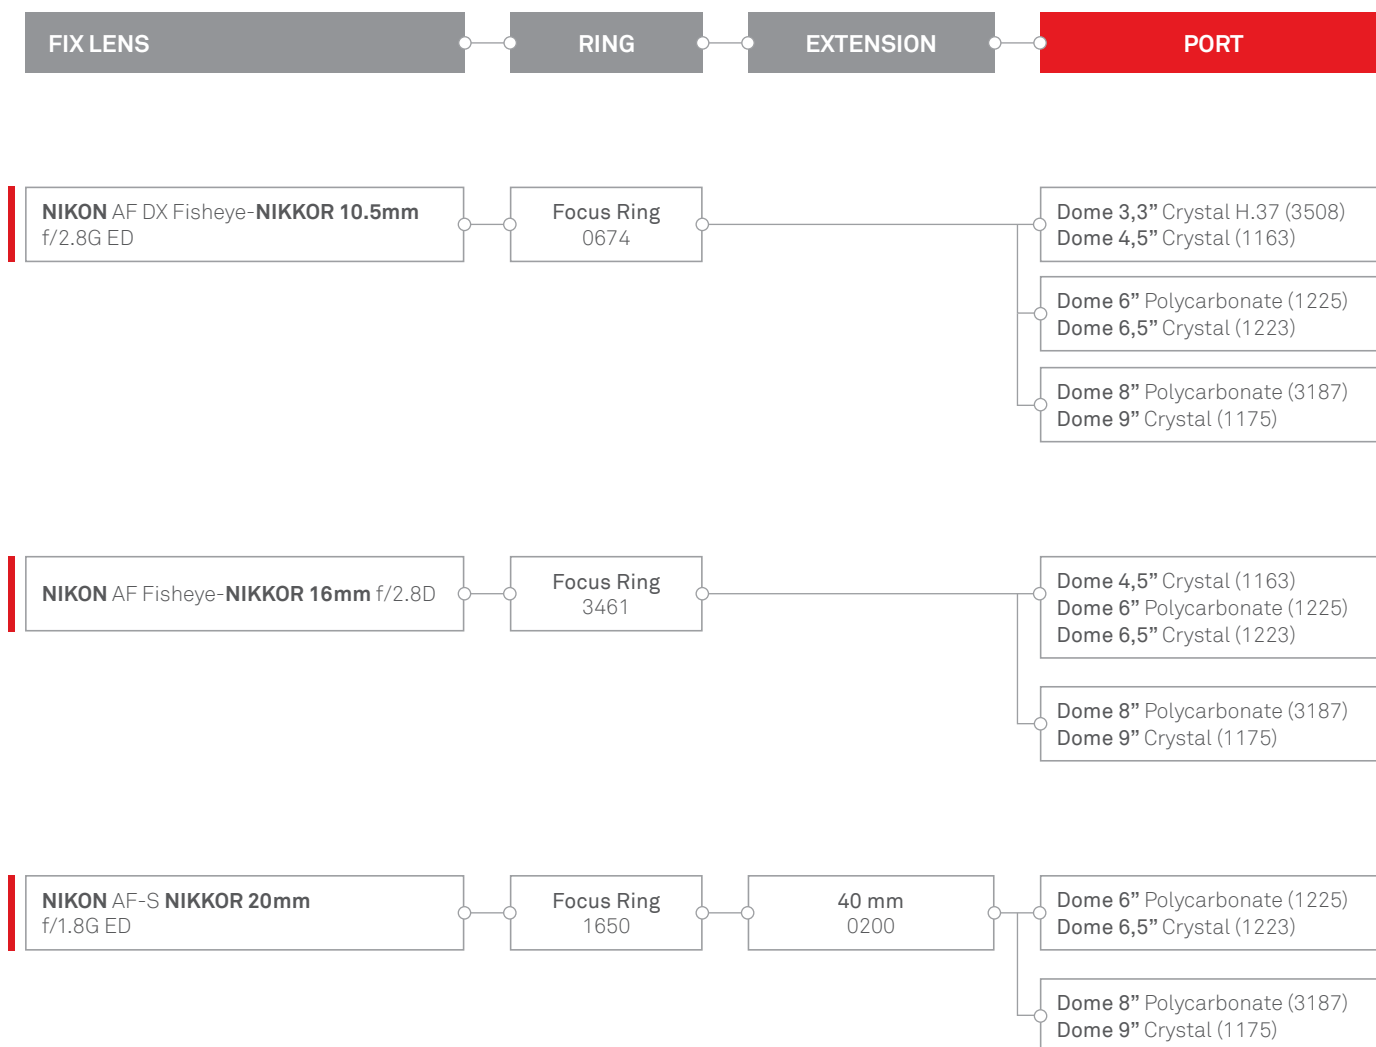 FIX LENS
RING
EXTENSION
PORT
NIKON AF DX Fisheye-NIKKOR 10.5mm
f/2.8G ED
Focus Ring
0674
Dome 3,3” Crystal H.37 (3508)
Dome 4,5” Crystal (1163)
Dome 6” Polycarbonate (1225)
Dome 6,5” Crystal (1223)
Dome 8” Polycarbonate (3187)
Dome 9” Crystal (1175)
NIKON AF Fisheye-NIKKOR 16mm f/2.8D
Focus Ring
3461
Dome 4,5” Crystal (1163)
Dome 6” Polycarbonate (1225)
Dome 6,5” Crystal (1223)
Dome 8” Polycarbonate (3187)
Dome 9” Crystal (1175)
NIKON AF-S NIKKOR 20mm
f/1.8G ED
Focus Ring
1650
40 mm
0200
Dome 6” Polycarbonate (1225)
Dome 6,5” Crystal (1223)
Dome 8” Polycarbonate (3187)
Dome 9” Crystal (1175)